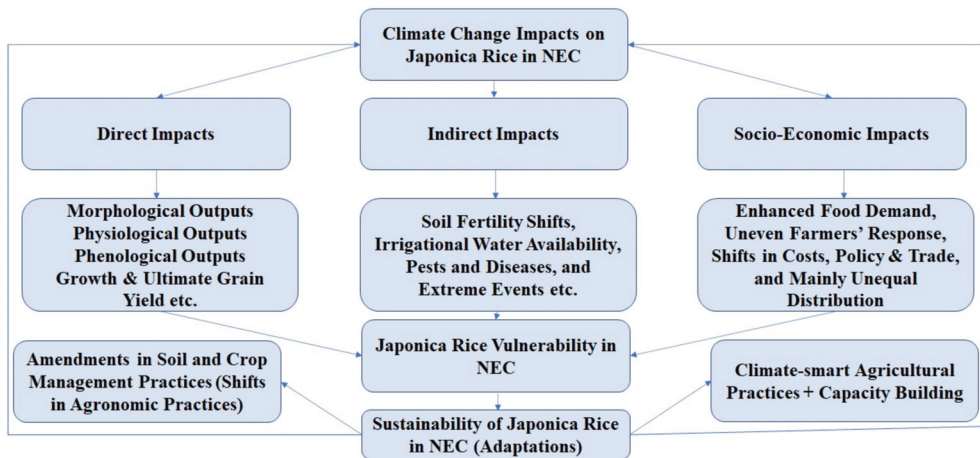 Climate Change Impacts on
Japonica Rice in NEC
Direct Impacts
Indirect Impacts
Socio-Economic Impacts
Morphological Outputs
Physiological Outputs
Phenological Outputs
Growth & Ultimate Grain
Yield etc.
Soil Fertility Shifts,
Irrigational Water Availability,
Pests and Diseases, and
Extreme Events etc.
Enhanced Food Demand,
Uneven Farmers' Response,
Shifts in Costs, Policy & Trade,
and Mainly Unequal
Distribution
Japonica Rice Vulnerability in
NEC
Amendments in Soil and Crop
Management Practices (Shifts
in Agronomic Practices)
Climate-smart Agricultural
Practices + Capacity Building
Sustainability of Japonica Rice
in NEC (Adaptations)